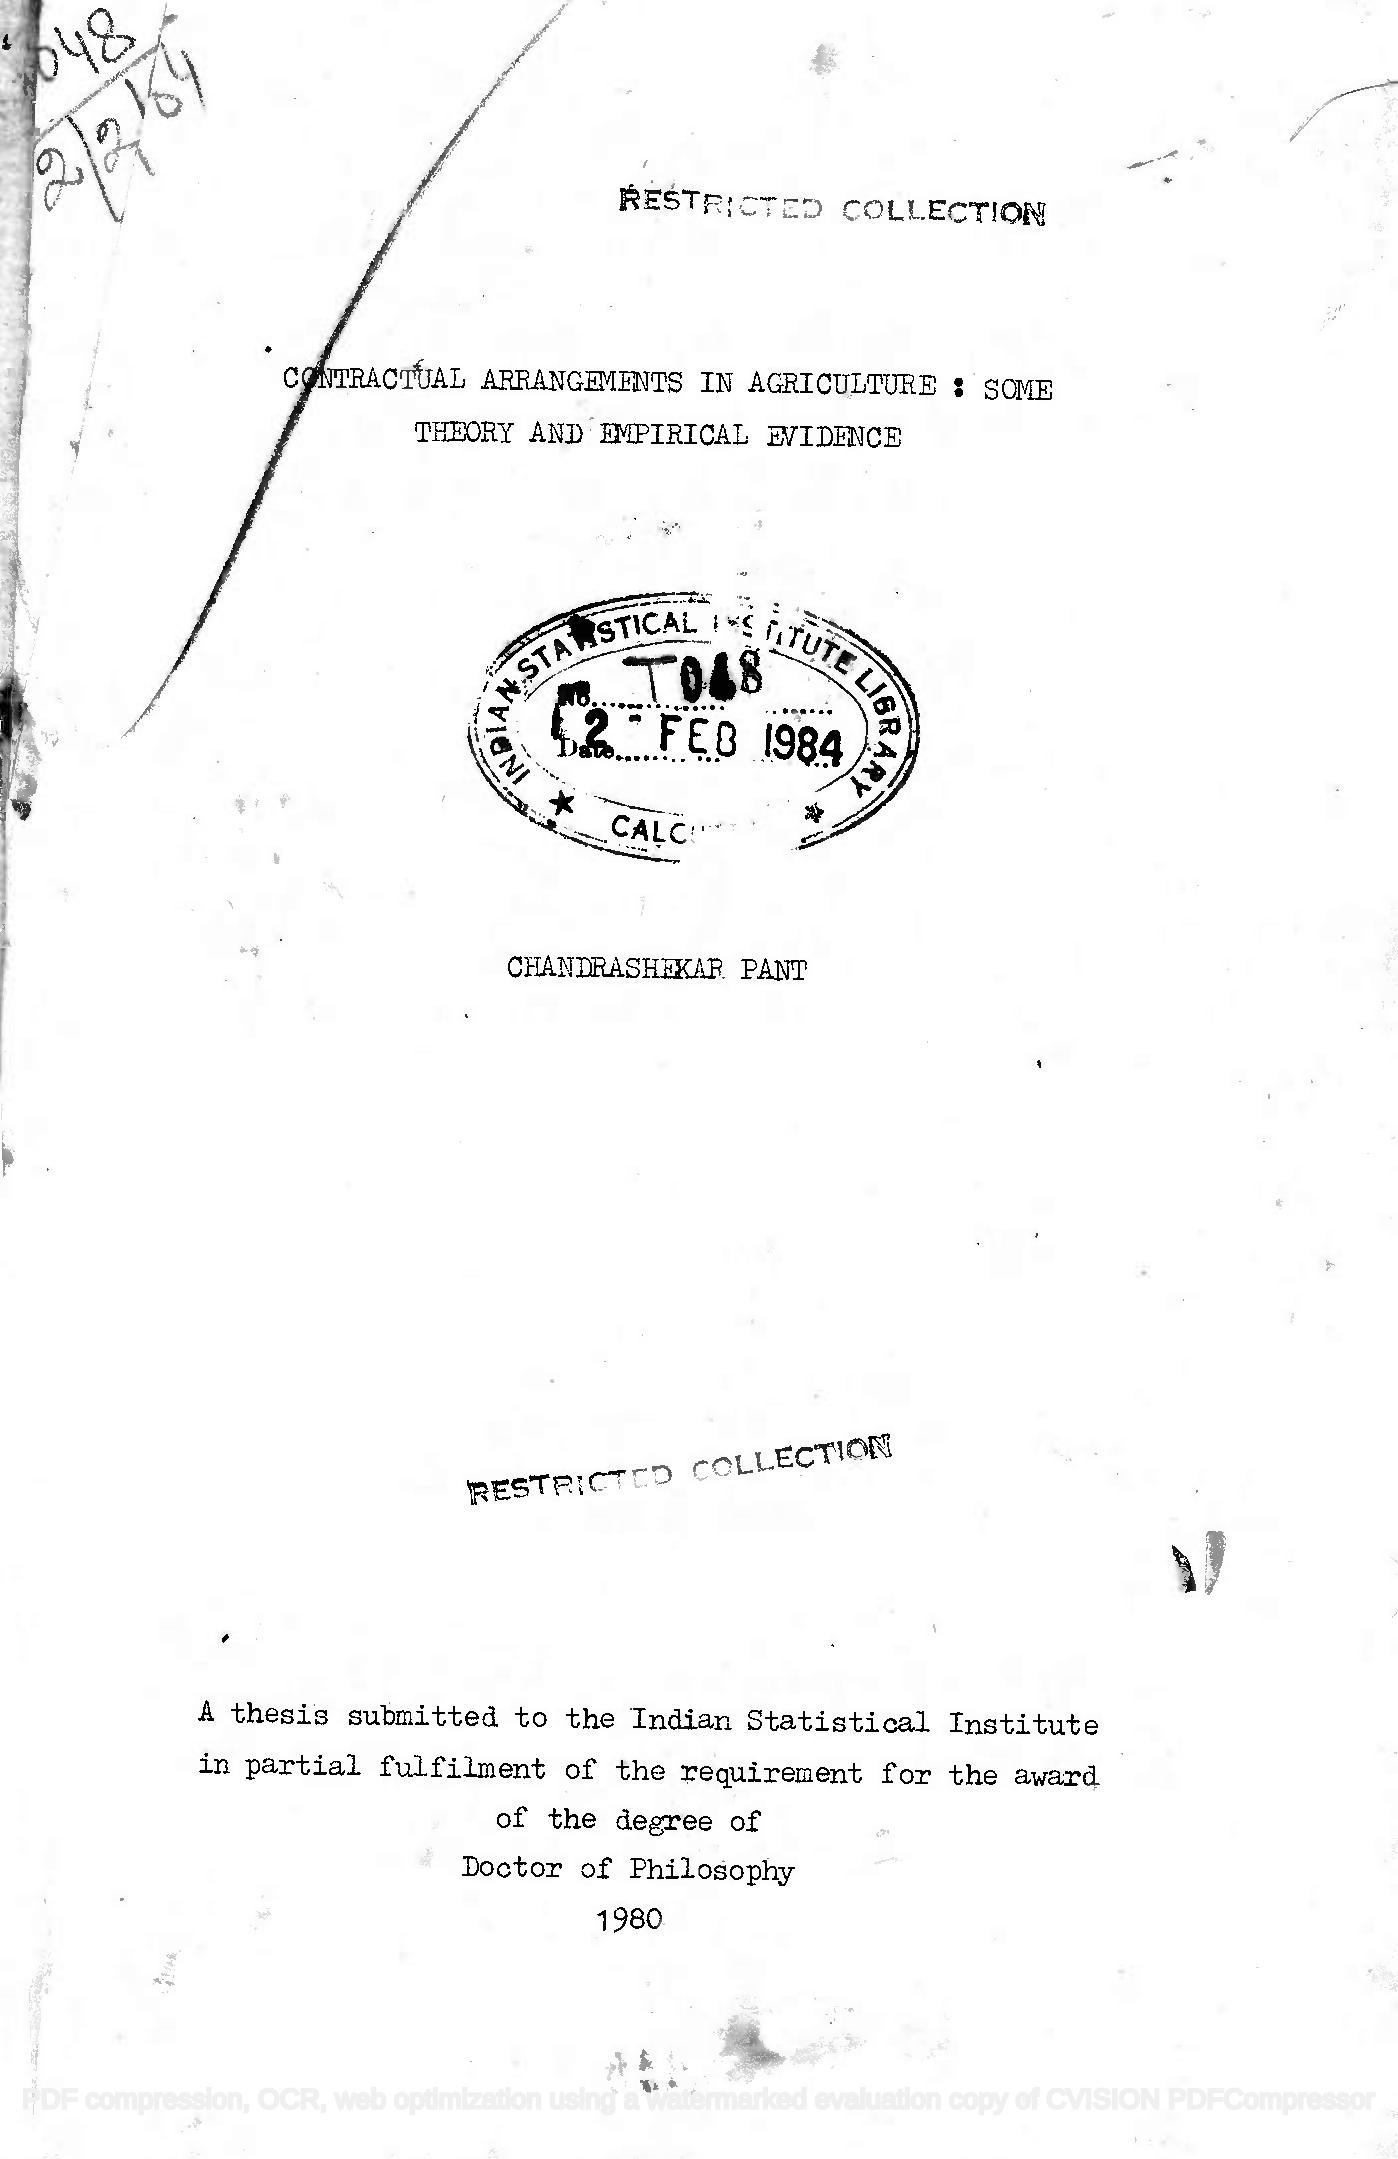 048
2/2/84
RESTRICTED COLLECTION
CONTRACTUAL ARRANGEMENTS IN AGRICULTURE : SOME
THEORY AND EMPIRICAL EVIDENCE
INDIAN STATISTICAL INSTITUTE LIBRARY
No. T048
Date 2 - FEB 1984
CHANDRASHEKAR PANT
RESTRICTED COLLECTION
A thesis submitted to the Indian Statistical Institute
in partial fulfilment of the requirement for the award
of the degree of
Doctor of Philosophy
1980
PDF compression, OCR, web optimization using a watermarked evaluation copy of CVISION PDFCompressor